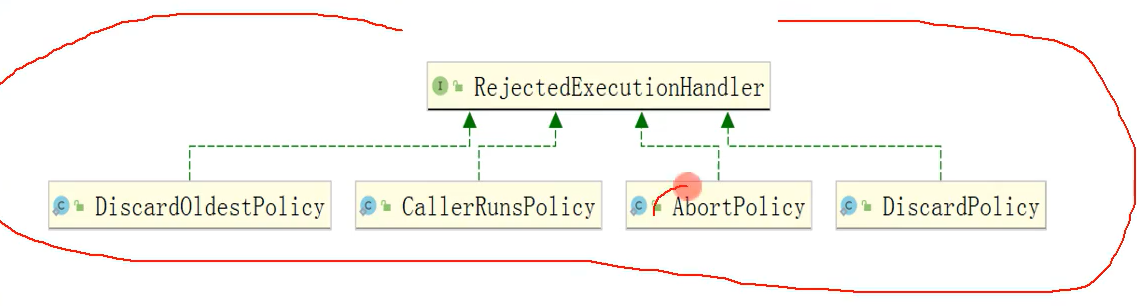 RejectedExecutionHandler
DiscardOldestPolicy CallerRunsPolicy AbortPolicy DiscardPolicy